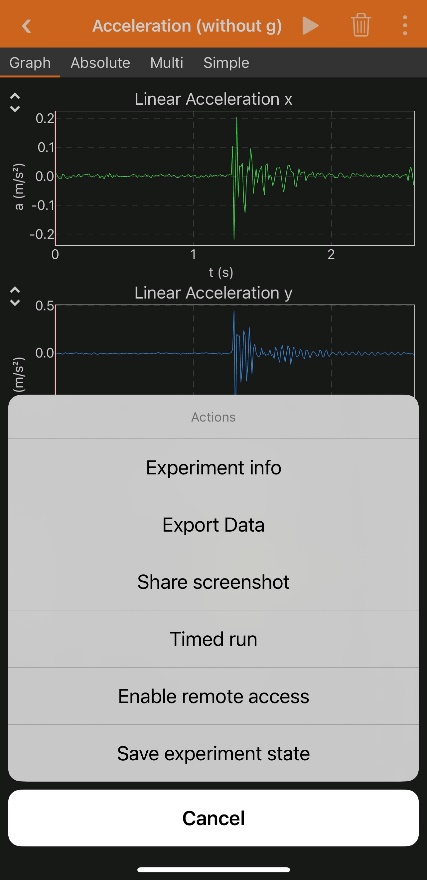 Acceleration (without g)
Graph Absolute Multi Simple
Linear Acceleration x
0.2
0.1
0.0
-0.1
-0.2
a (m/s²)
0 1 2
t (s)
Linear Acceleration y
0.5
0.0
(m/s²)
Actions
Experiment info
Export Data
Share screenshot
Timed run
Enable remote access
Save experiment state
Cancel